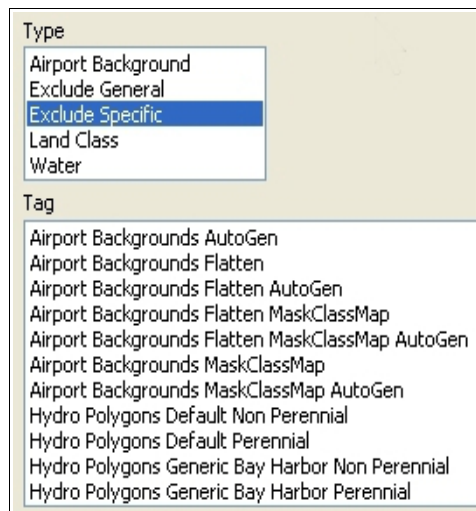 Type
Airport Background
Exclude General
Exclude Specific
Land Class
Water
Tag
Airport Backgrounds AutoGen
Airport Backgrounds Flatten
Airport Backgrounds Flatten AutoGen
Airport Backgrounds Flatten MaskClassMap
Airport Backgrounds Flatten MaskClassMap AutoGen
Airport Backgrounds MaskClassMap
Airport Backgrounds MaskClassMap AutoGen
Hydro Polygons Default Non Perennial
Hydro Polygons Default Perennial
Hydro Polygons Generic Bay Harbor Non Perennial
Hydro Polygons Generic Bay Harbor Perennial